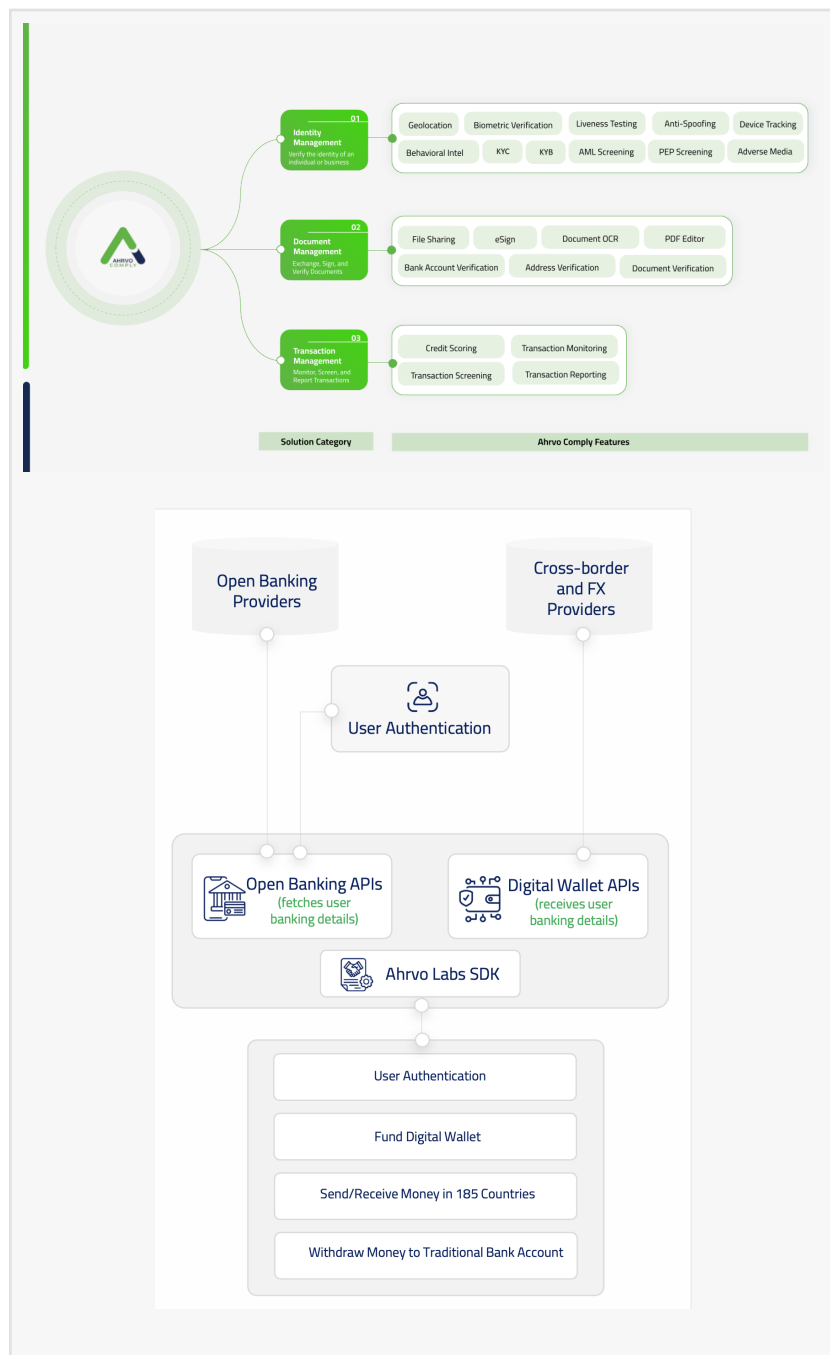 AHRVO
COMPLY
01
Identity
Management
Verify the identity of an
individual or business
Geolocation
Biometric Verification
Liveness Testing
Anti-Spoofing
Device Tracking
Behavioral Intel
KYC
KYB
AML Screening
PEP Screening
Adverse Media
02
Document
Management
Exchange, Sign, and
Verify Documents
File Sharing
eSign
Document OCR
PDF Editor
Bank Account Verification
Address Verification
Document Verification
03
Transaction
Management
Monitor, Screen, and
Report Transactions
Credit Scoring
Transaction Monitoring
Transaction Screening
Transaction Reporting
Solution Category
Ahrvo Comply Features
Open Banking
Providers
Cross-border
and FX
Providers
User Authentication
Open Banking APIs
(fetches user
banking details)
Digital Wallet APIs
(receives user
banking details)
Ahrvo Labs SDK
User Authentication
Fund Digital Wallet
Send/Receive Money in 185 Countries
Withdraw Money to Traditional Bank Account